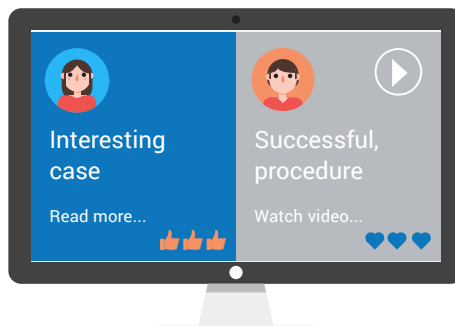 Interesting
case
Read more...
Successful,
procedure
Watch video...